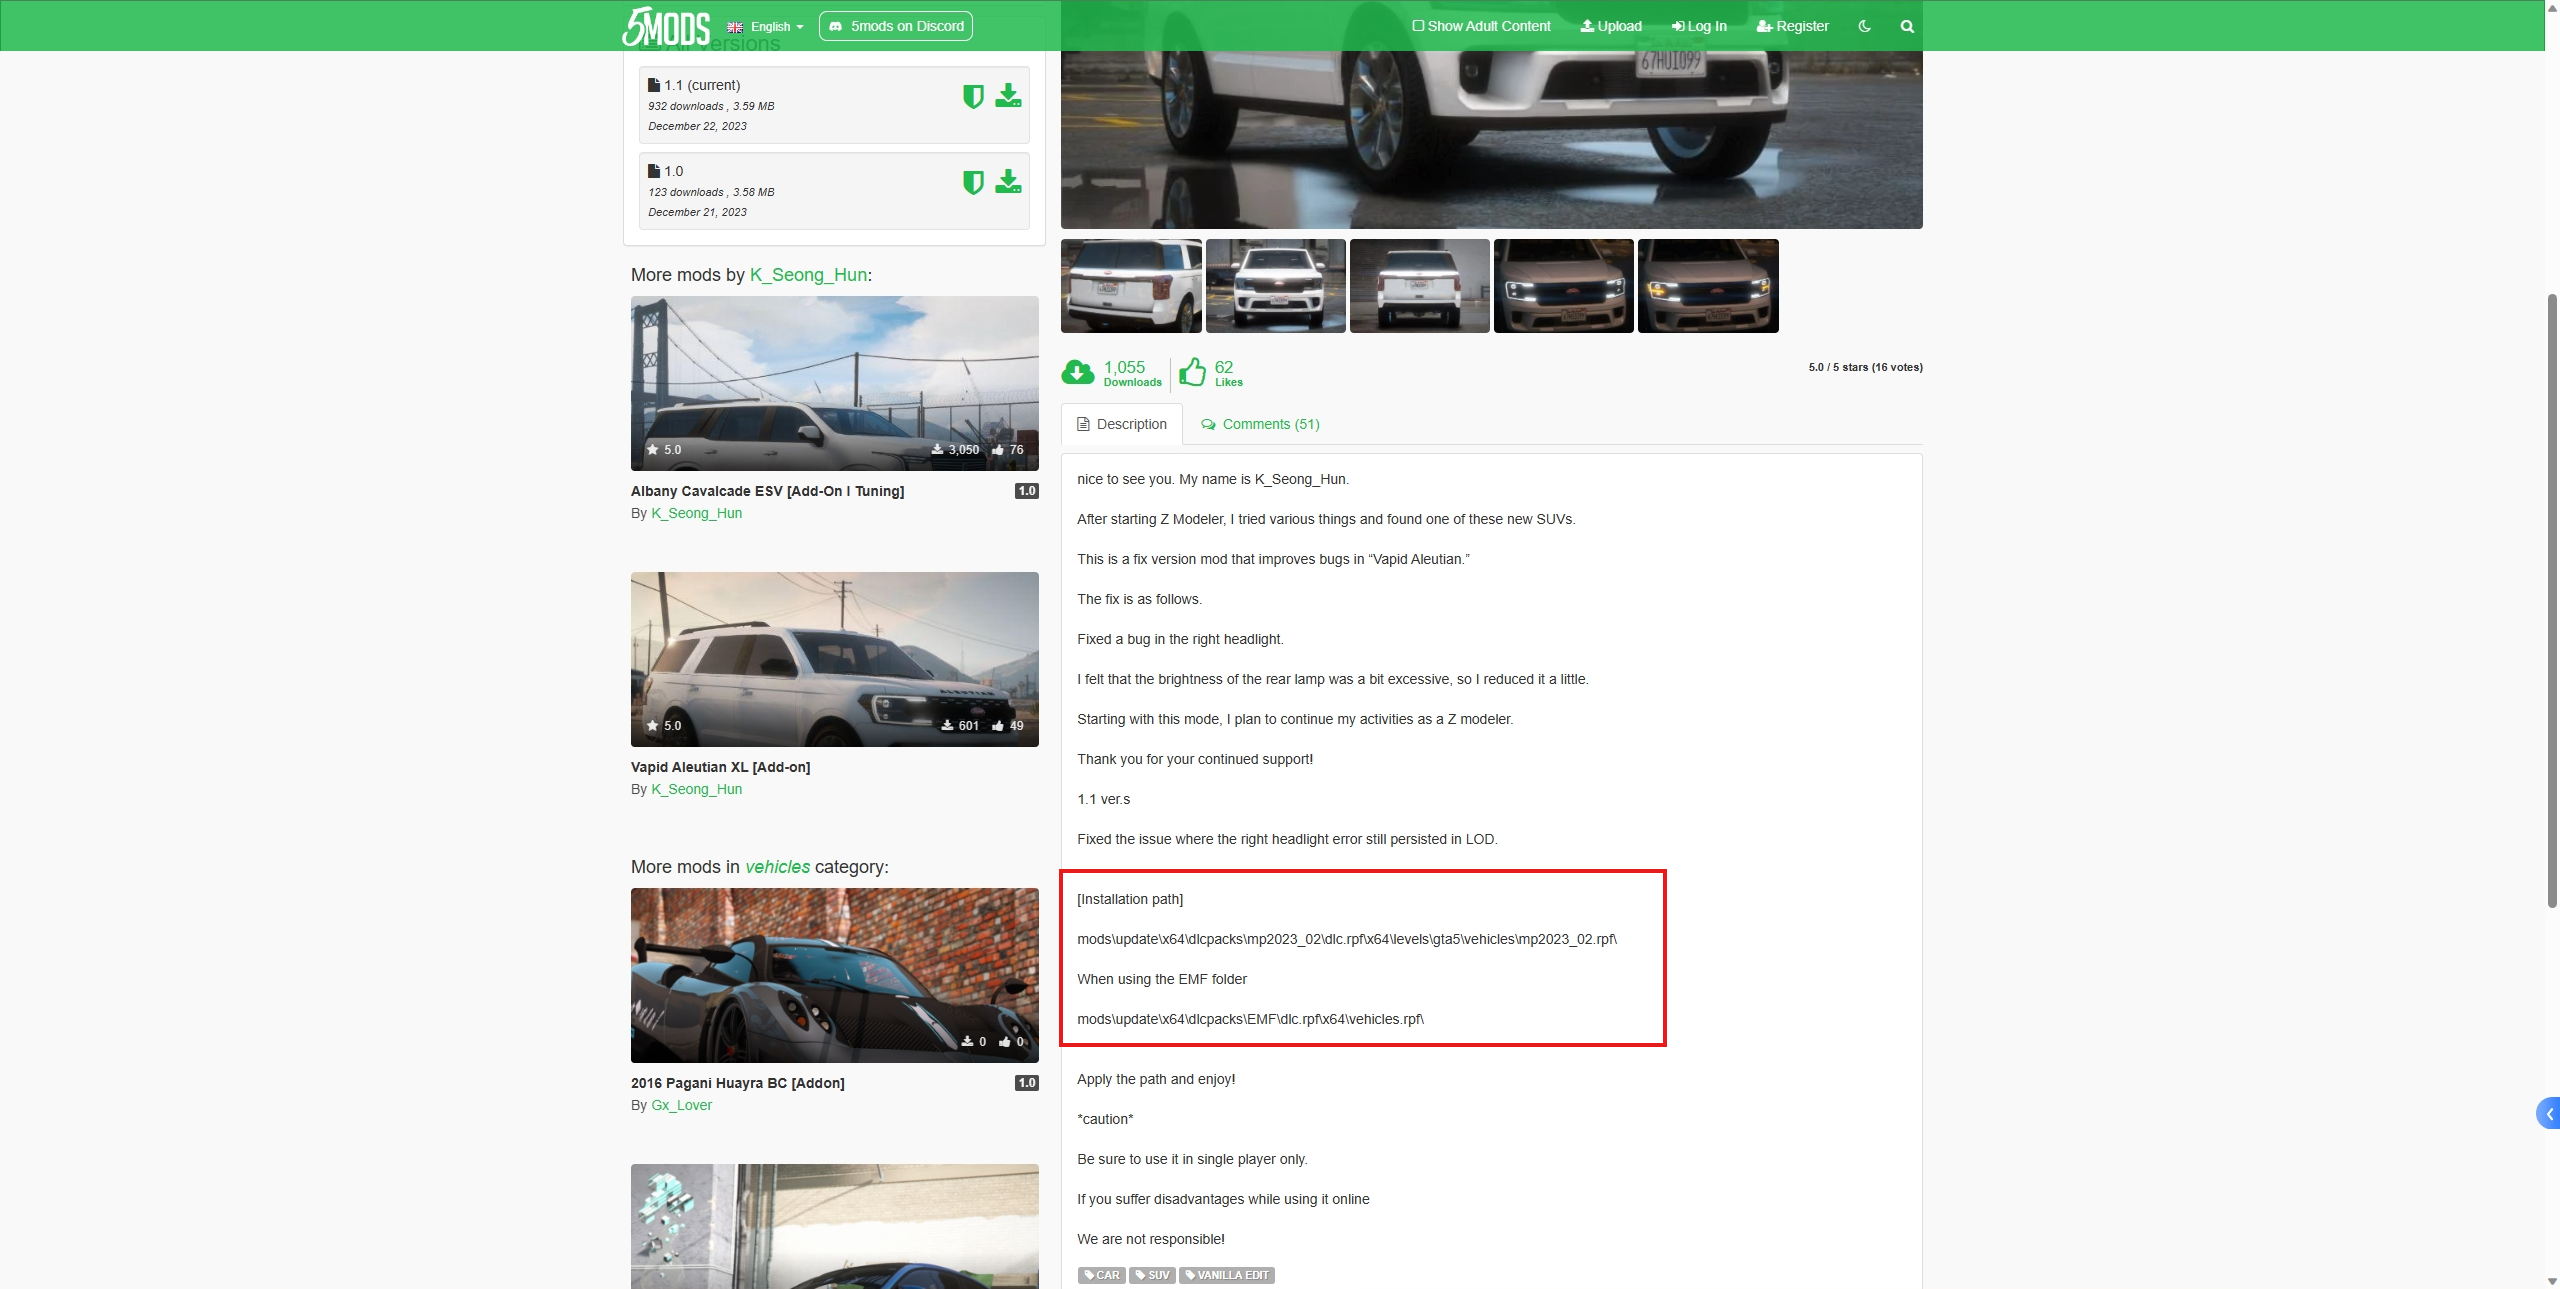 5MODS
English
5mods on Discord
Show Adult Content
Upload
Log In
Register
All Versions
1.1 (current)
932 downloads , 3.59 MB
December 22, 2023
1.0
123 downloads , 3.58 MB
December 21, 2023
More mods by K_Seong_Hun:
5.0
3,050
76
Albany Cavalcade ESV [Add-On I Tuning]
1.0
By K_Seong_Hun
ALEUTIAN
5.0
601
49
Vapid Aleutian XL [Add-on]
By K_Seong_Hun
More mods in vehicles category:
0
0
2016 Pagani Huayra BC [Addon]
1.0
By Gx_Lover
67HUI099
1,055
Downloads
62
Likes
5.0 / 5 stars (16 votes)
Description
Comments (51)
nice to see you. My name is K_Seong_Hun.
After starting Z Modeler, I tried various things and found one of these new SUVs.
This is a fix version mod that improves bugs in “Vapid Aleutian.”
The fix is as follows.
Fixed a bug in the right headlight.
I felt that the brightness of the rear lamp was a bit excessive, so I reduced it a little.
Starting with this mode, I plan to continue my activities as a Z modeler.
Thank you for your continued support!
1.1 ver.s
Fixed the issue where the right headlight error still persisted in LOD.
[Installation path]
mods\update\x64\dlcpacks\mp2023_02\dlc.rpf\x64\levels\gta5\vehicles\mp2023_02.rpf\
When using the EMF folder
mods\update\x64\dlcpacks\EMF\dlc.rpf\x64\vehicles.rpf\
Apply the path and enjoy!
*caution*
Be sure to use it in single player only.
If you suffer disadvantages while using it online
We are not responsible!
CAR
SUV
VANILLA EDIT